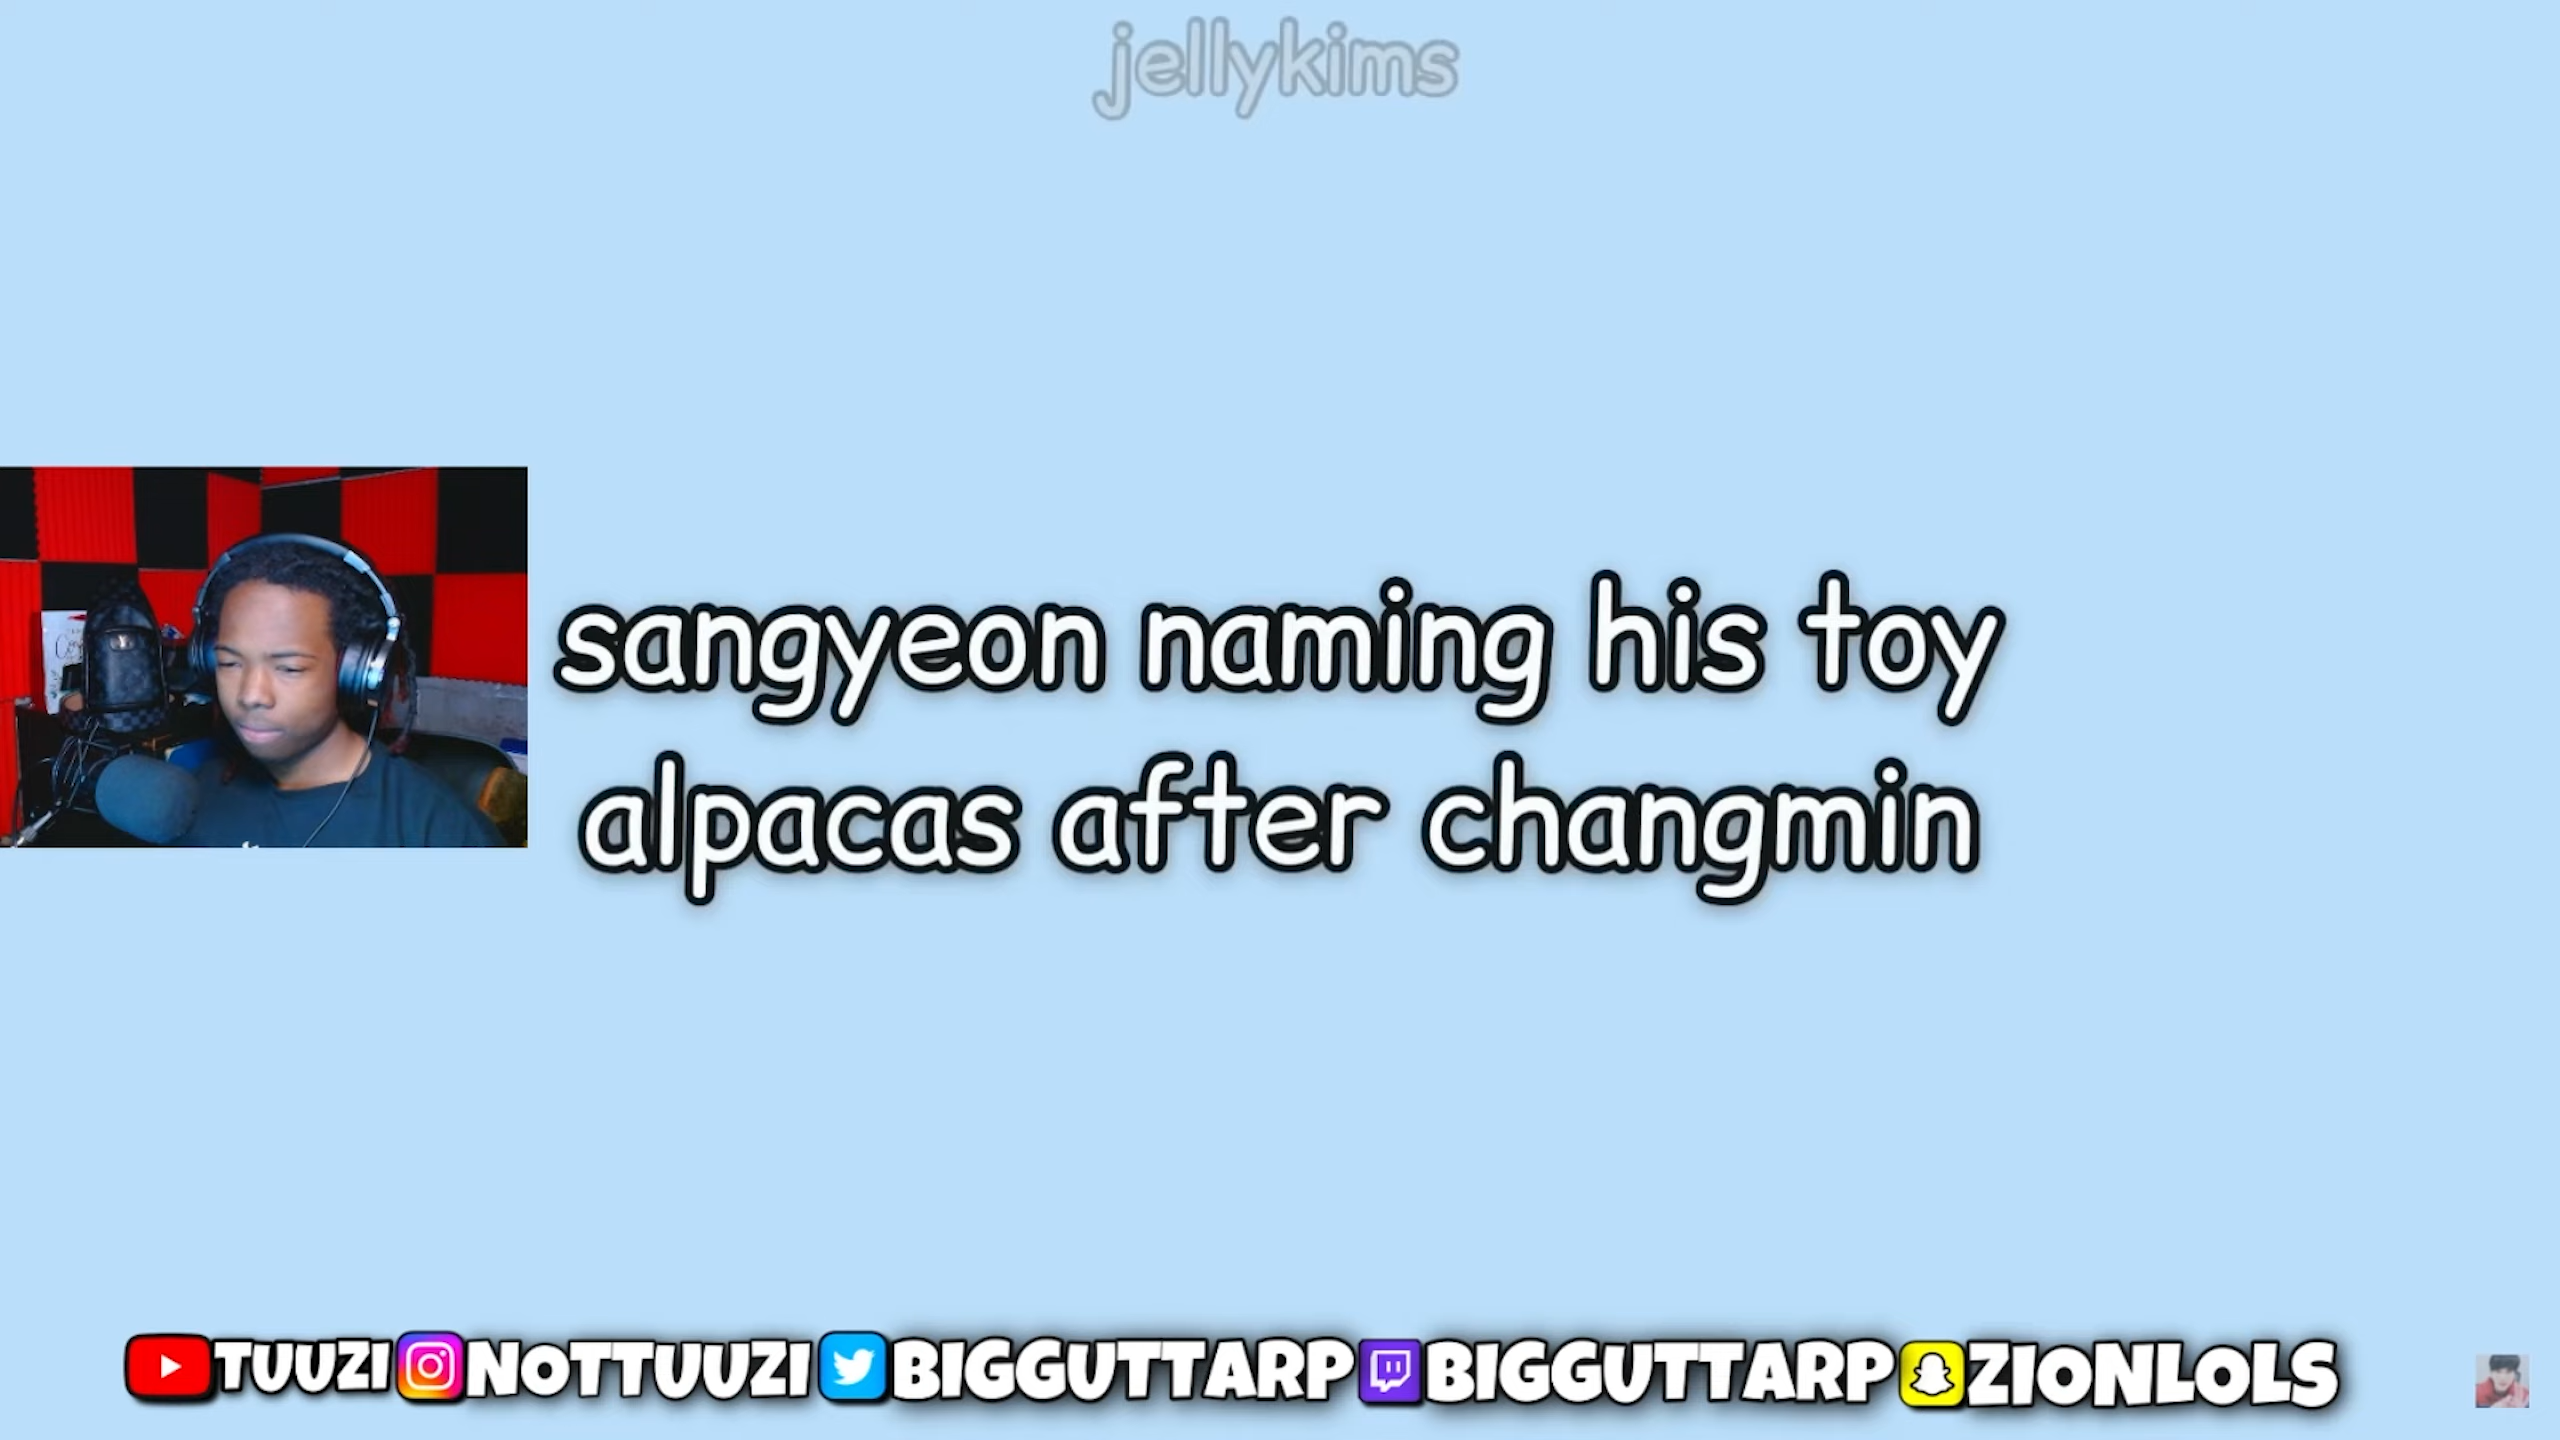 jellykims
sangyeon naming his toy
alpacas after changmin
TUUZI NOTTUUZI BIGGUTTARP BIGGUTTARP ZIONLOLS